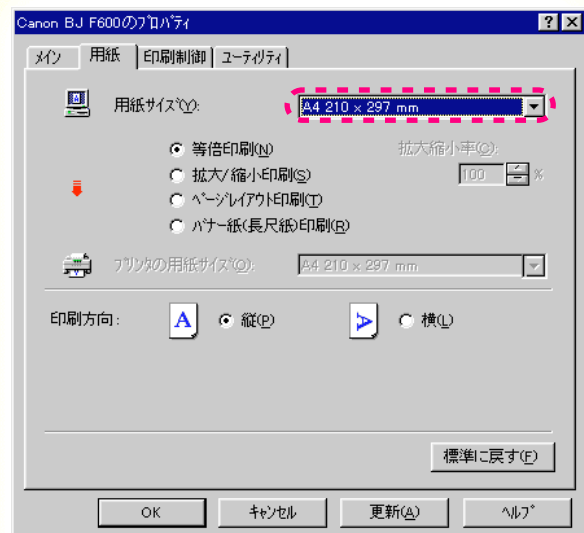 Canon BJ F600のﾌﾟﾛﾊﾟﾃｨ
ﾒｲﾝ 用紙 印刷制御 ﾕｰﾃｨﾘﾃｨ
用紙ｻｲｽﾞ(Y): A4 210 x 297 mm
等倍印刷(N) 拡大縮小率(C):
拡大/縮小印刷(S) 100 %
ﾍﾟｰｼﾞﾚｲｱｳﾄ印刷(T)
ﾊﾞﾅｰ紙(長尺紙)印刷(R)
ﾌﾟﾘﾝﾀの用紙ｻｲｽﾞ(O): A4 210 x 297 mm
印刷方向: A 縦(P) A 横(L)
標準に戻す(F)
OK ｷｬﾝｾﾙ 更新(A) ﾍﾙﾌﾟ